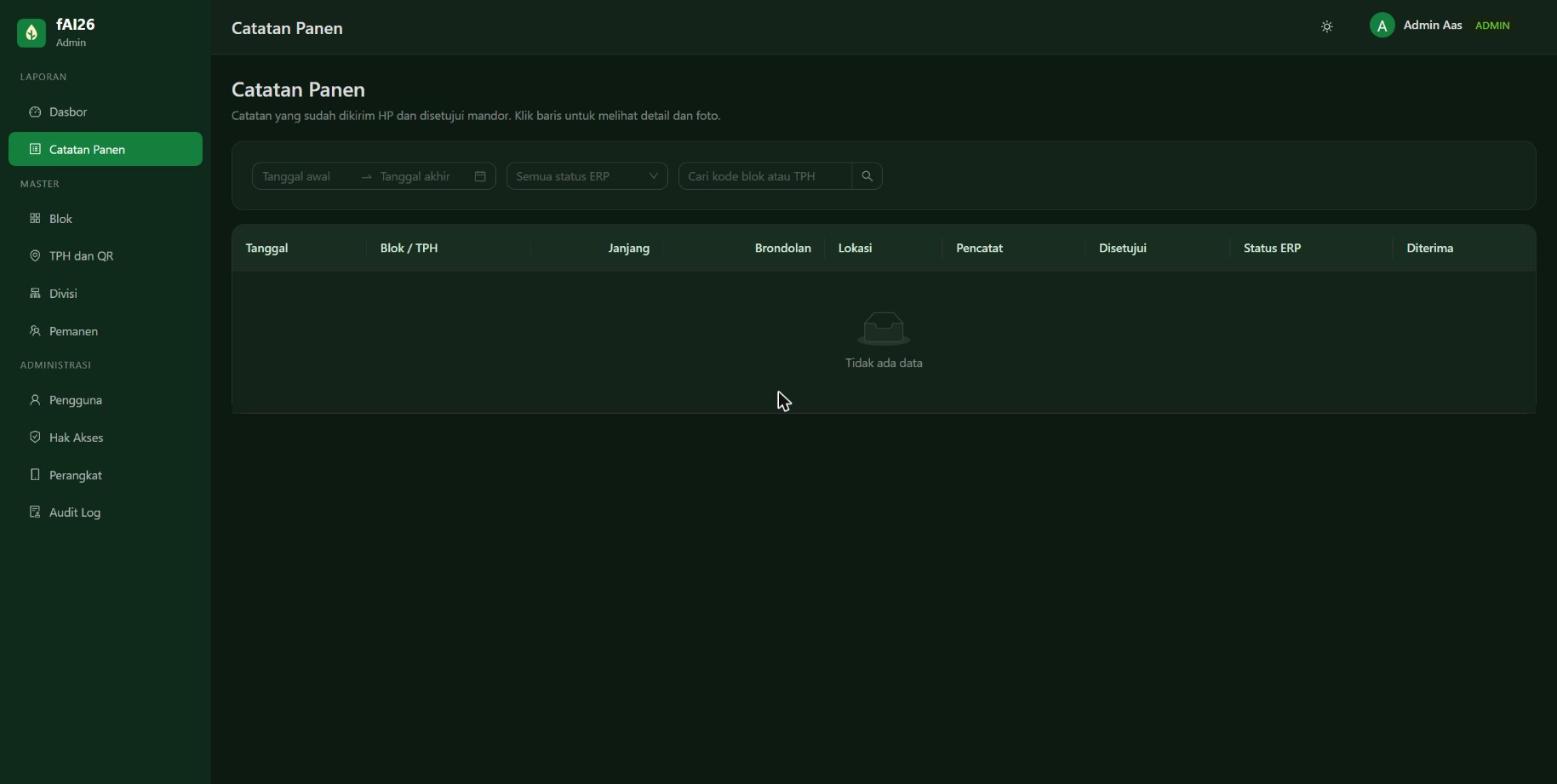 fAI26
Admin
LAPORAN
Dasbor
Catatan Panen
MASTER
Blok
TPH dan QR
Divisi
Pemanen
ADMINISTRASI
Pengguna
Hak Akses
Perangkat
Audit Log
Catatan Panen
A Admin Aas ADMIN
Catatan Panen
Catatan yang sudah dikirim HP dan disetujui mandor. Klik baris untuk melihat detail dan foto.
Tanggal awal Tanggal akhir Semua status ERP Cari kode blok atau TPH
Tanggal Blok / TPH Janjang Brondolan Lokasi Pencatat Disetujui Status ERP Diterima
Tidak ada data